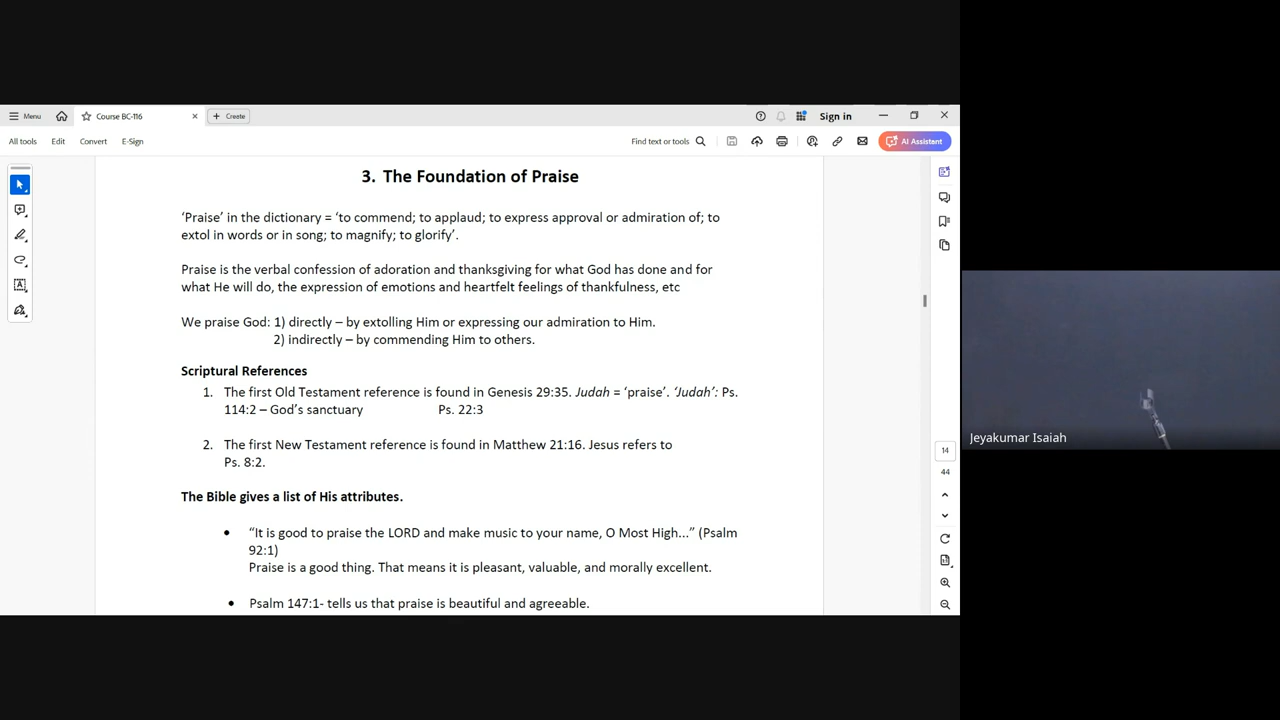 Menu
Course BC-116
Create
Sign in
All tools
Edit
Convert
E-Sign
Find text or tools
AI Assistant
3. The Foundation of Praise
‘Praise’ in the dictionary = ‘to commend; to applaud; to express approval or admiration of; to
extol in words or in song; to magnify; to glorify’.
Praise is the verbal confession of adoration and thanksgiving for what God has done and for
what He will do, the expression of emotions and heartfelt feelings of thankfulness, etc
We praise God: 1) directly – by extolling Him or expressing our admiration to Him.
2) indirectly – by commending Him to others.
Scriptural References
1. The first Old Testament reference is found in Genesis 29:35. Judah = ‘praise’. ‘Judah’: Ps.
114:2 – God’s sanctuary Ps. 22:3
2. The first New Testament reference is found in Matthew 21:16. Jesus refers to
Ps. 8:2.
The Bible gives a list of His attributes.
• “It is good to praise the LORD and make music to your name, O Most High...” (Psalm
92:1)
Praise is a good thing. That means it is pleasant, valuable, and morally excellent.
• Psalm 147:1- tells us that praise is beautiful and agreeable.
14
44
Jeyakumar Isaiah